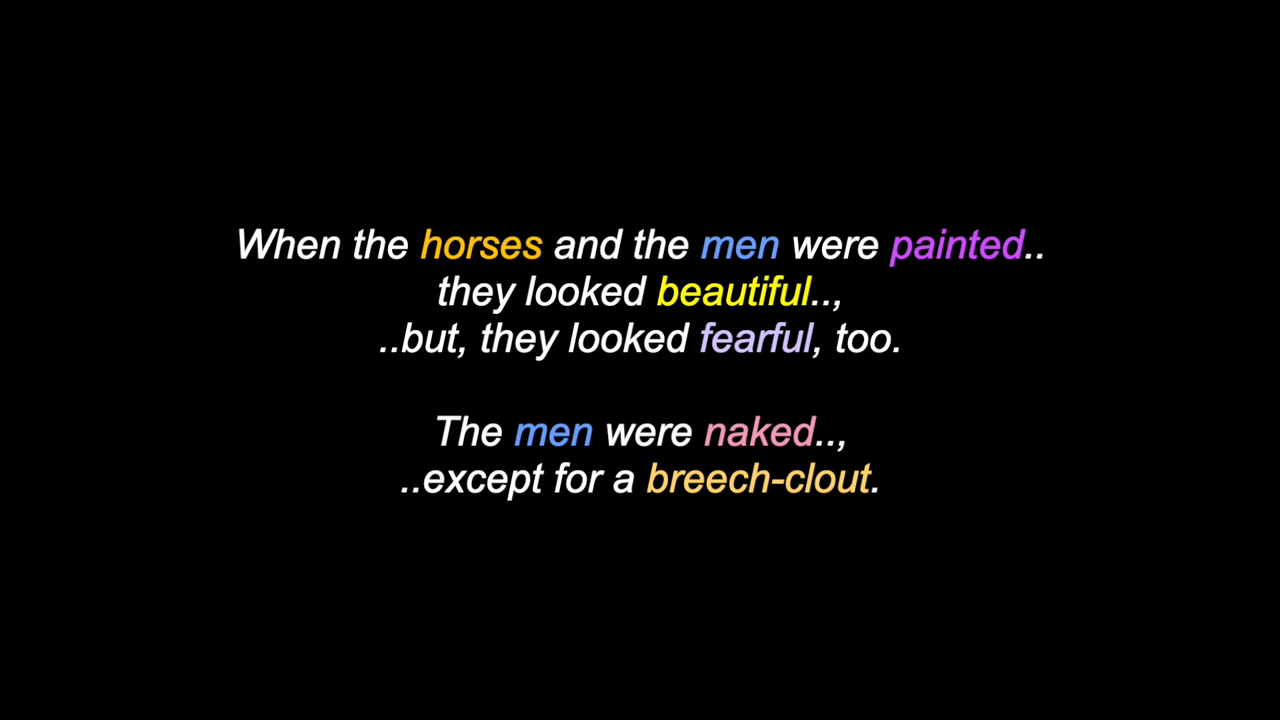 When the horses and the men were painted..
they looked beautiful..,
..but, they looked fearful, too.
The men were naked..,
..except for a breech-clout.